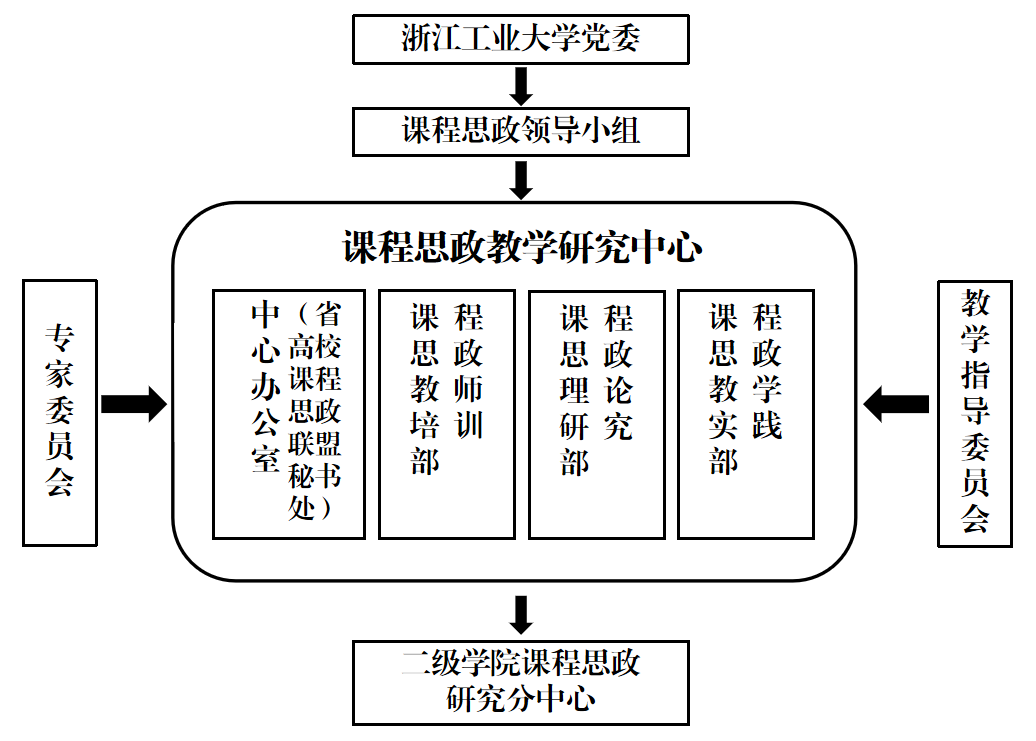 浙江工业大学党委
课程思政领导小组
课程思政教学研究中心
专家委员会
中心办公室
（省
高校
课程
思政
联盟
秘书
处）
课程
思政
教师
培训
部
课程
思政
理论
研究
部
课程
思政
教学
实践
部
教学指导委员会
二级学院课程思政
研究分中心